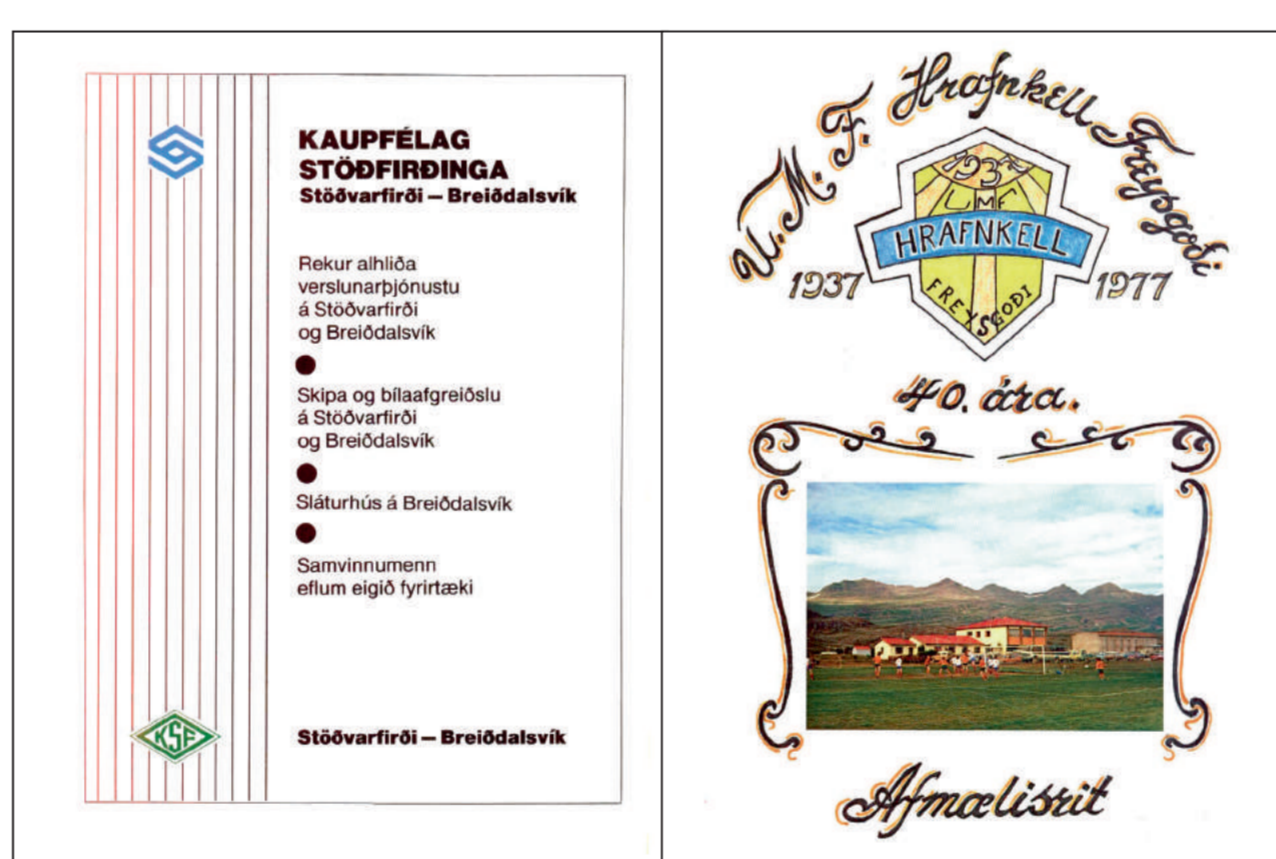 KAUPFÉLAG
STÖÐFIRÐINGA
Stöðvarfirði – Breiðdalsvík
Rekur alhliða
verslunarþjónustu
á Stöðvarfirði
og Breiðdalsvík
Skipa og bílaafgreiðslu
á Stöðvarfirði
og Breiðdalsvík
Sláturhús á Breiðdalsvík
Samvinnumenn
eflum eigið fyrirtæki
KSF
Stöðvarfirði – Breiðdalsvík
U.M.F. Hrafnkell Freysgoði
1937
UMF
HRAFNKELL
FREYSGOÐI
1937
1977
40. ára.
Afmælisrit